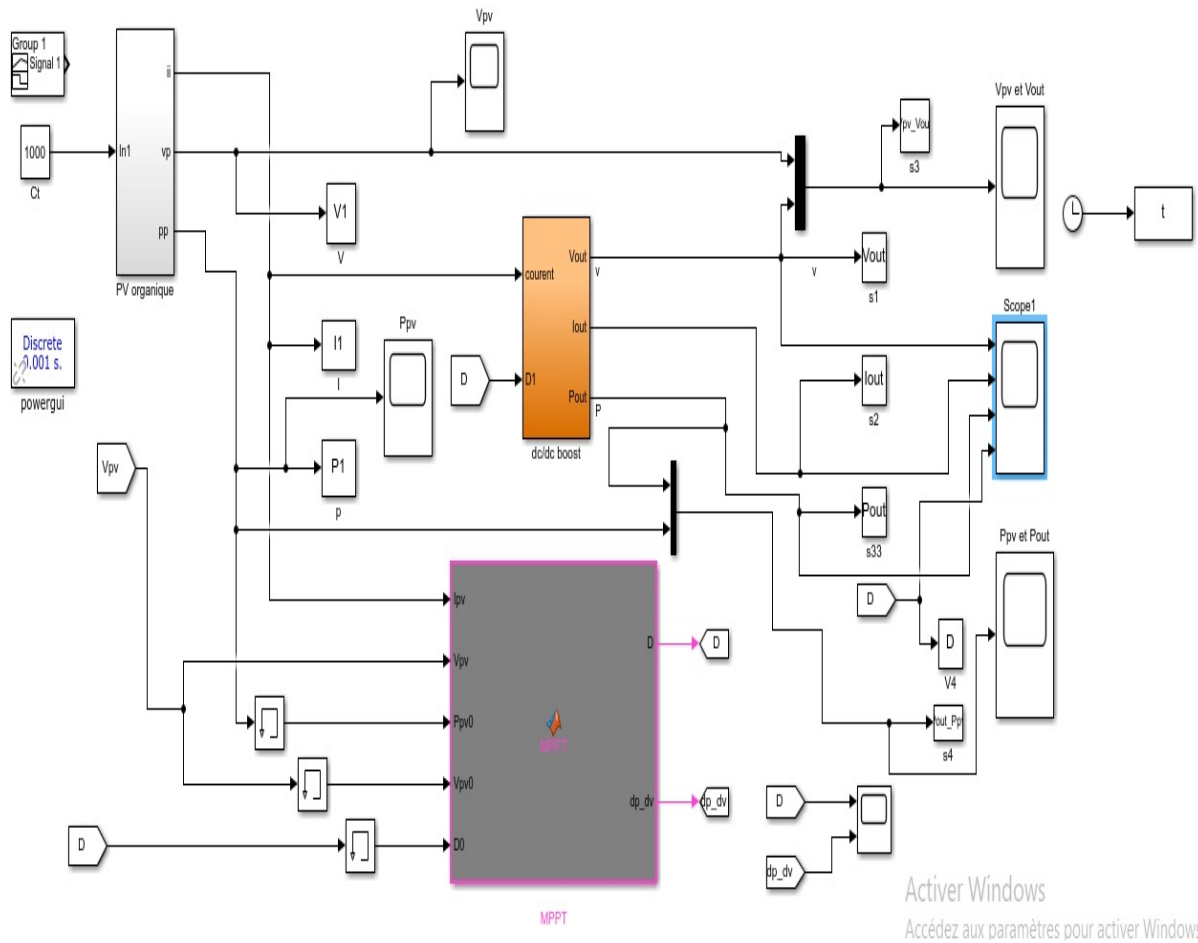 Group 1
Signal 1
1000
Ct
In1
vp
pp
PV organique
Vpv
V1
V
Vpv et Vout
s3
t
Discrete
0.001 s.
powergui
I1
I
Ppv
P1
p
D
courent
D1
Vout
Iout
Pout
v
P
dc/dc boost
v
Vout
s1
Iout
s2
Pout
s33
Scope1
Ppv et Pout
D
D
V4
s4
Vpv
D
Ipv
Vpv
Ppv0
Vpv0
D0
MPPT
D
dp_dv
MPPT
D
dp_dv
D
dp_dv
Activer Windows
Accédez aux paramètres pour activer Windows